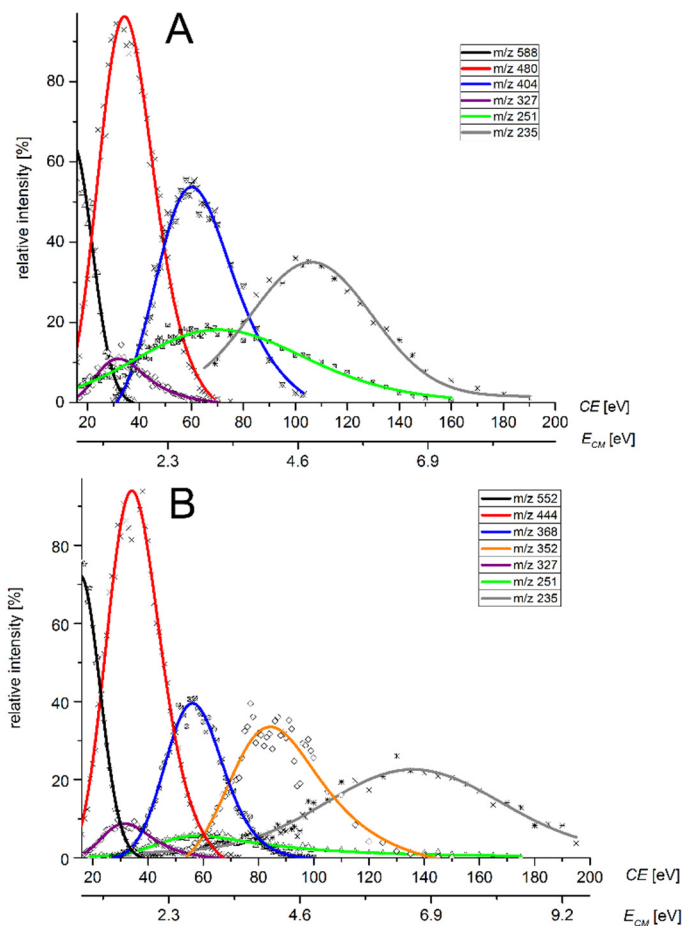 A
m/z 588
m/z 480
m/z 404
m/z 327
m/z 251
m/z 235
relative intensity [%]
80
60
40
20
0
20 40 60 80 100 120 140 160 180 200
CE [eV]
E_CM [eV]
2.3 4.6 6.9
B
m/z 552
m/z 444
m/z 368
m/z 352
m/z 327
m/z 251
m/z 235
relative intensity [%]
80
60
40
20
0
20 40 60 80 100 120 140 160 180 200
CE [eV]
2.3 4.6 6.9 9.2
E_CM [eV]